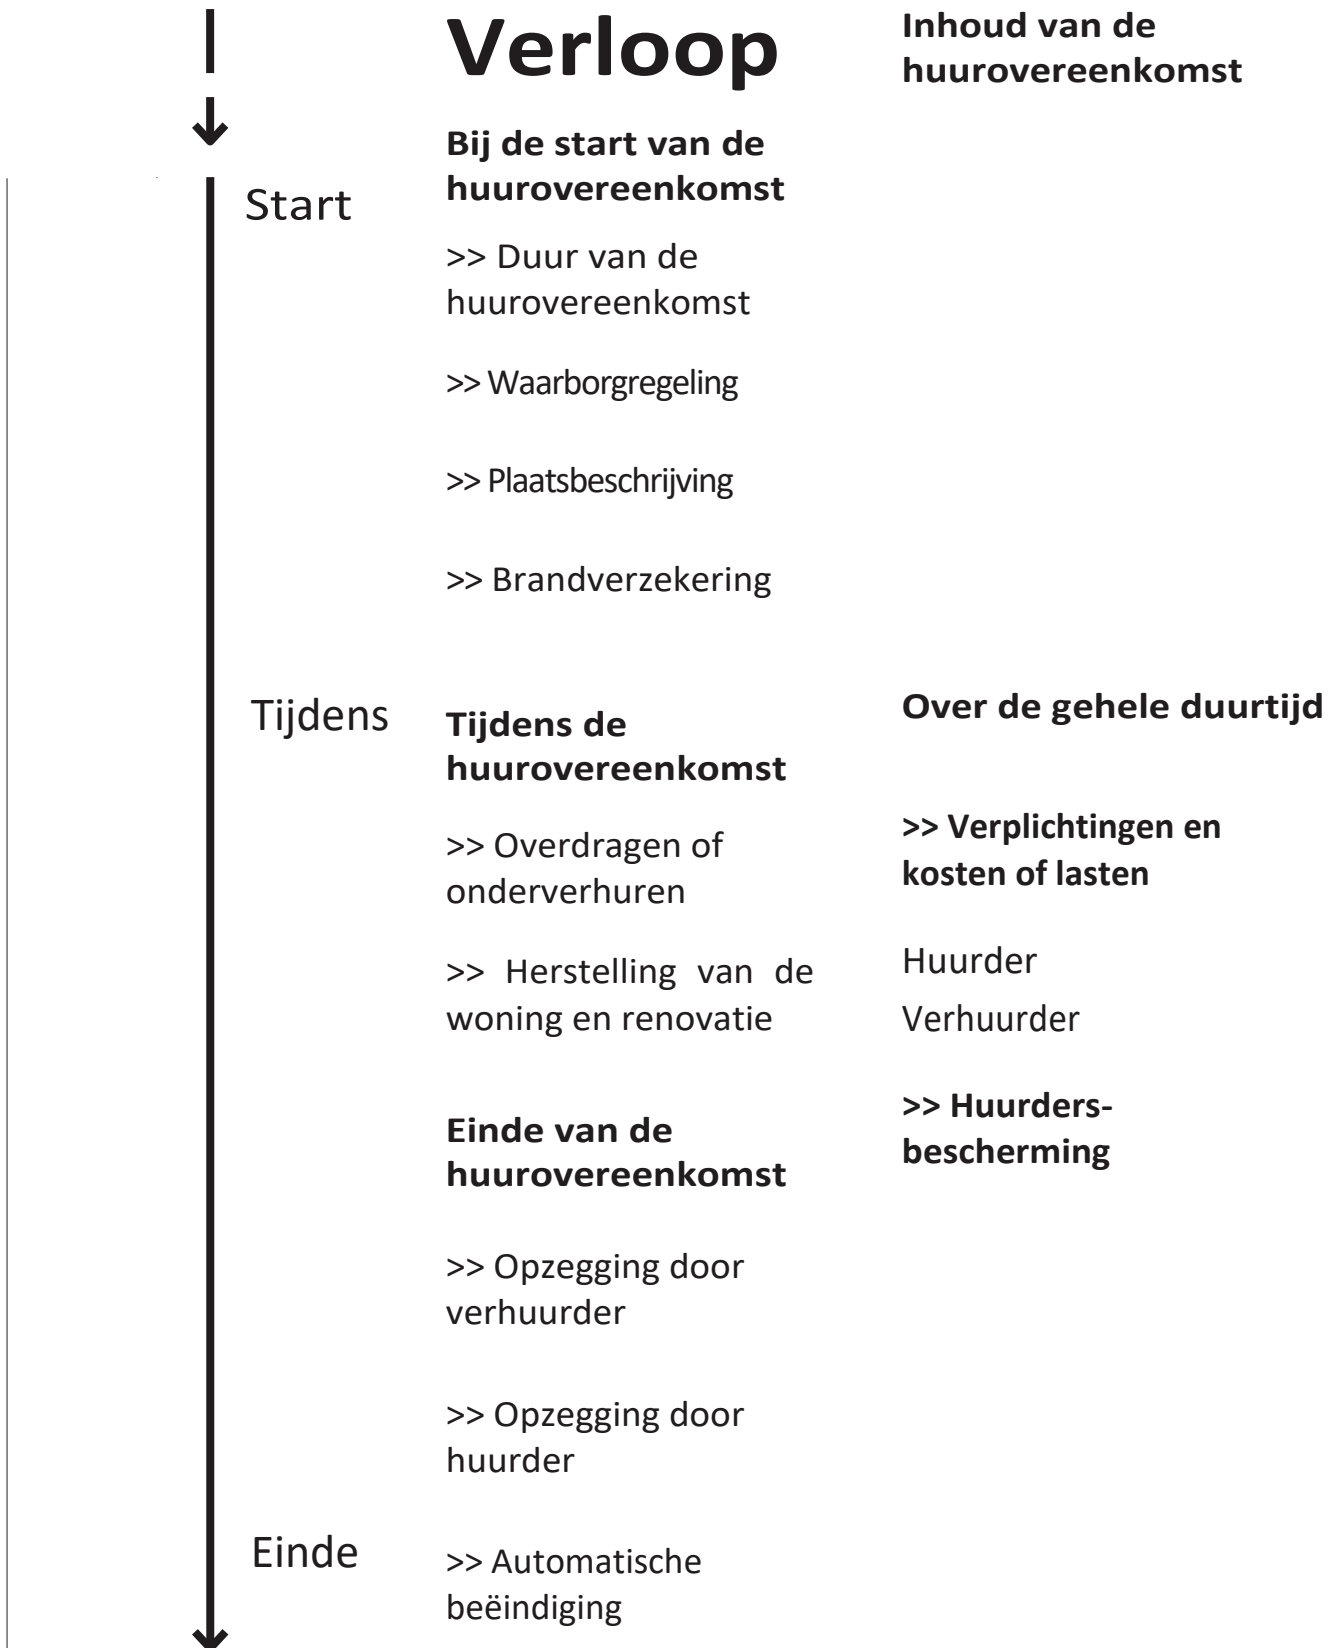 Verloop
Inhoud van de
huurovereenkomst
Start
Bij de start van de
huurovereenkomst
>> Duur van de
huurovereenkomst
>> Waarborgregeling
>> Plaatsbeschrijving
>> Brandverzekering
Tijdens
Tijdens de
huurovereenkomst
>> Overdragen of
onderverhuren
>> Herstelling van de
woning en renovatie
Over de gehele duurtijd
>> Verplichtingen en
kosten of lasten
Huurder
Verhuurder
>> Huurders-
bescherming
Einde van de
huurovereenkomst
>> Opzegging door
verhuurder
>> Opzegging door
huurder
Einde
>> Automatische
beëindiging